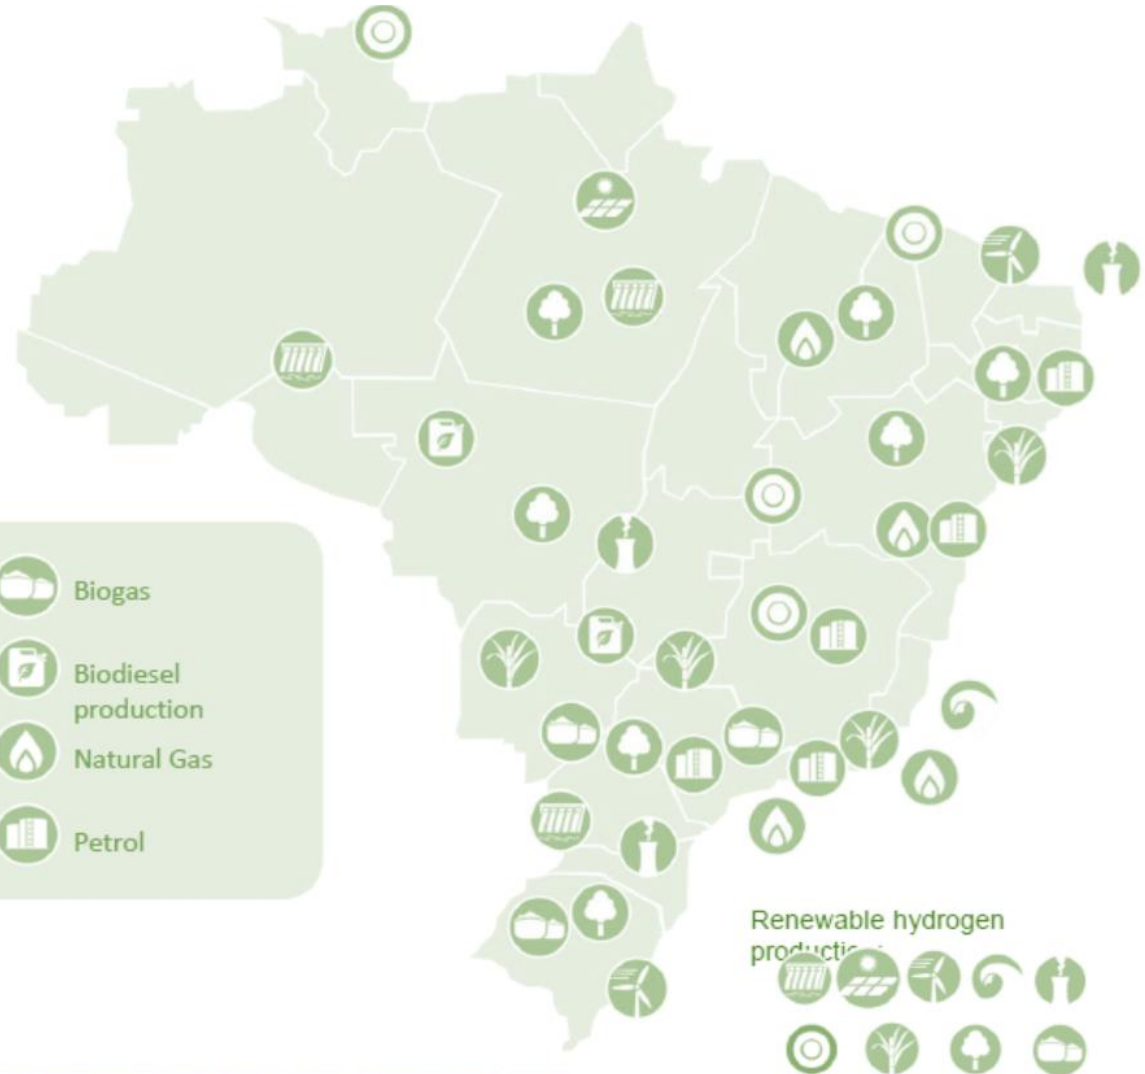 Biogas
Biodiesel
production
Natural Gas
Petrol
Renewable hydrogen